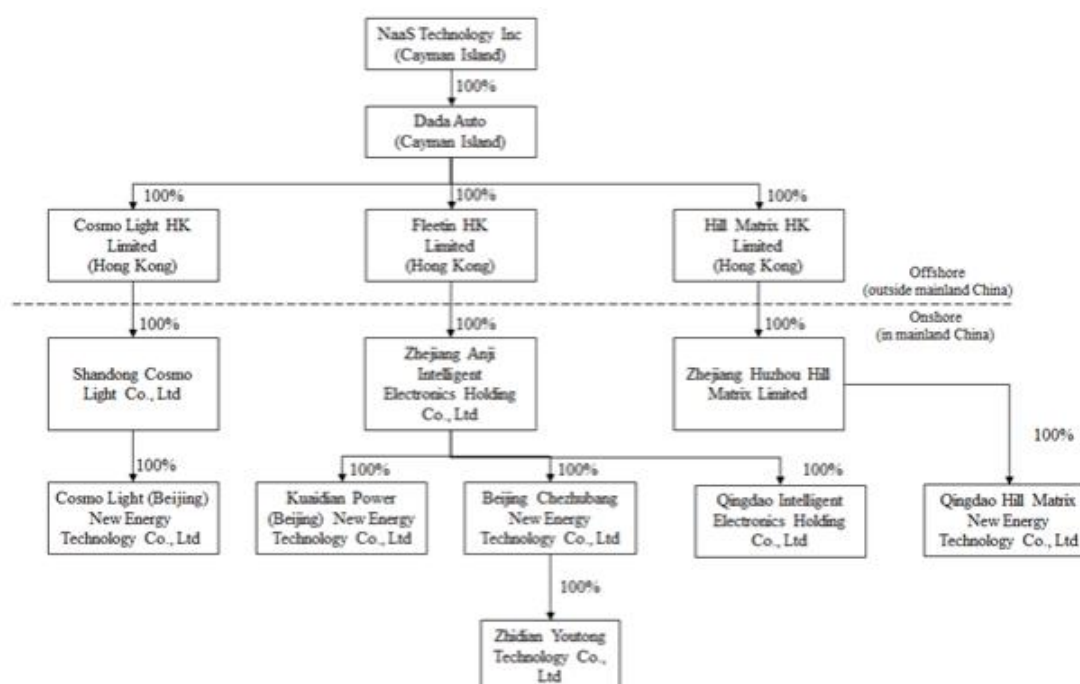 NaaS Technology Inc
(Cayman Island)
100%
Dada Auto
(Cayman Island)
100%
100%
100%
Cosmo Light HK
Limited
(Hong Kong)
Fleetin HK
Limited
(Hong Kong)
Hill Matrix HK
Limited
(Hong Kong)
Offshore
(outside mainland China)
Onshore
(in mainland China)
100%
100%
100%
Shandong Cosmo
Light Co., Ltd
Zhejiang Anji
Intelligent
Electronics Holding
Co., Ltd
Zhejiang Huzhou Hill
Matrix Limited
100%
100%
100%
100%
100%
Cosmo Light (Beijing)
New Energy
Technology Co., Ltd
Kuaidian Power
(Beijing) New Energy
Technology Co., Ltd
Beijing Chezhubang
New Energy
Technology Co., Ltd
Qingdao Intelligent
Electronics Holding
Co., Ltd
Qingdao Hill Matrix
New Energy
Technology Co., Ltd
100%
Zhidian Youtong
Technology Co.,
Ltd